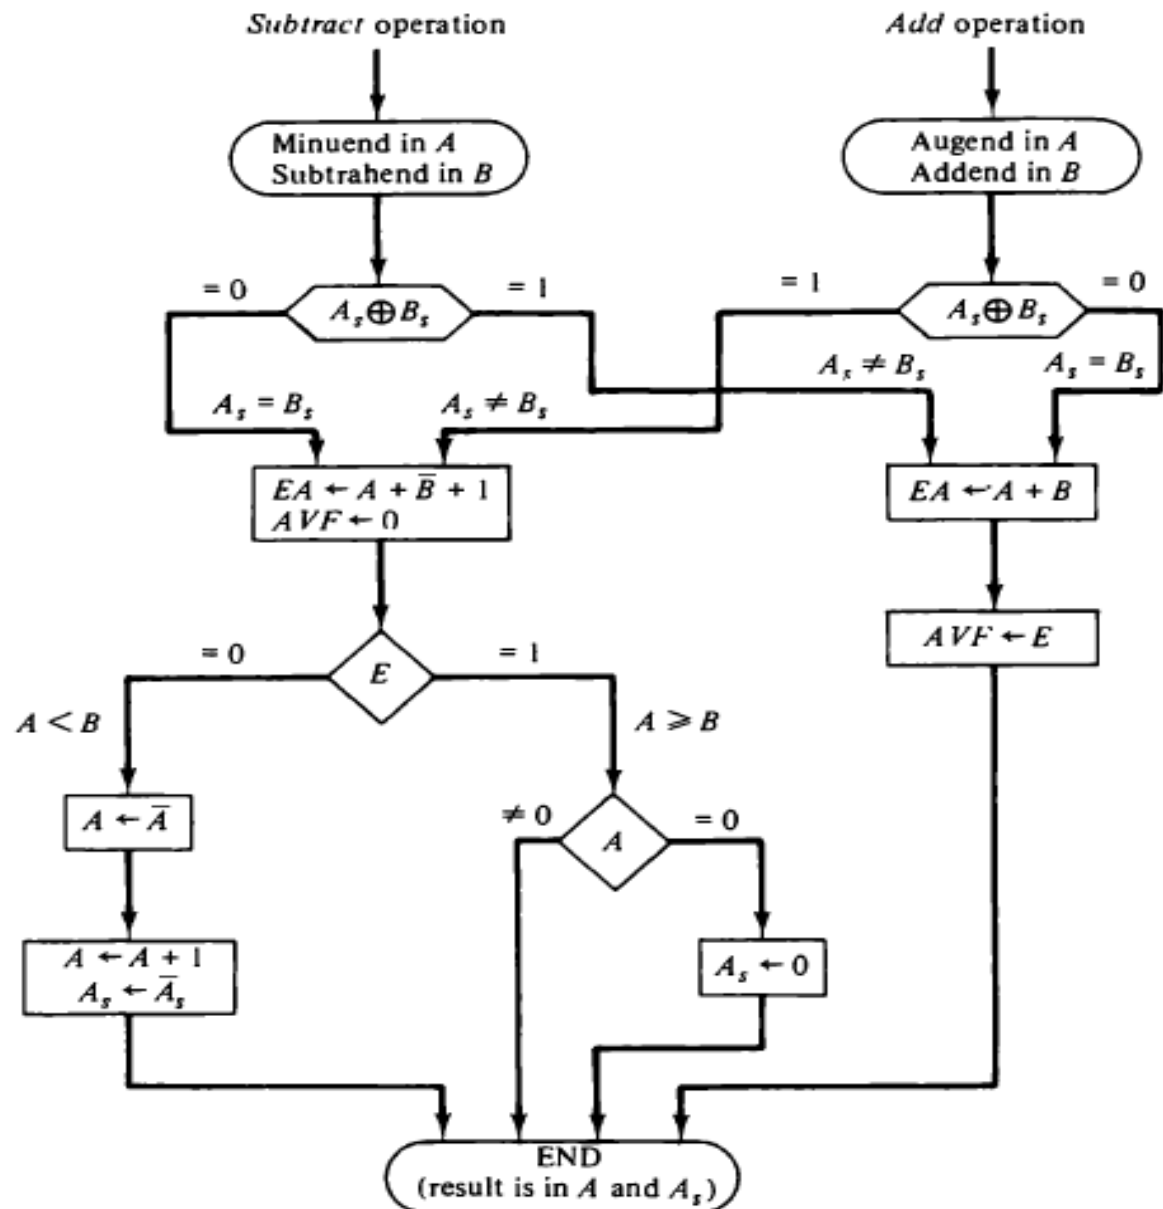 Subtract operation
Add operation
Minuend in A
Subtrahend in B
Augend in A
Addend in B
= 0
A_s ⊕ B_s
= 1
= 1
A_s ⊕ B_s
= 0
A_s = B_s
A_s ≠ B_s
A_s ≠ B_s
A_s = B_s
EA ← A + B̅ + 1
AVF ← 0
EA ← A + B
AVF ← E
= 0
E
= 1
A < B
A ⩾ B
A ← A̅
≠ 0
A
= 0
A ← A + 1
A_s ← A̅_s
A_s ← 0
END
(result is in A and A_s)